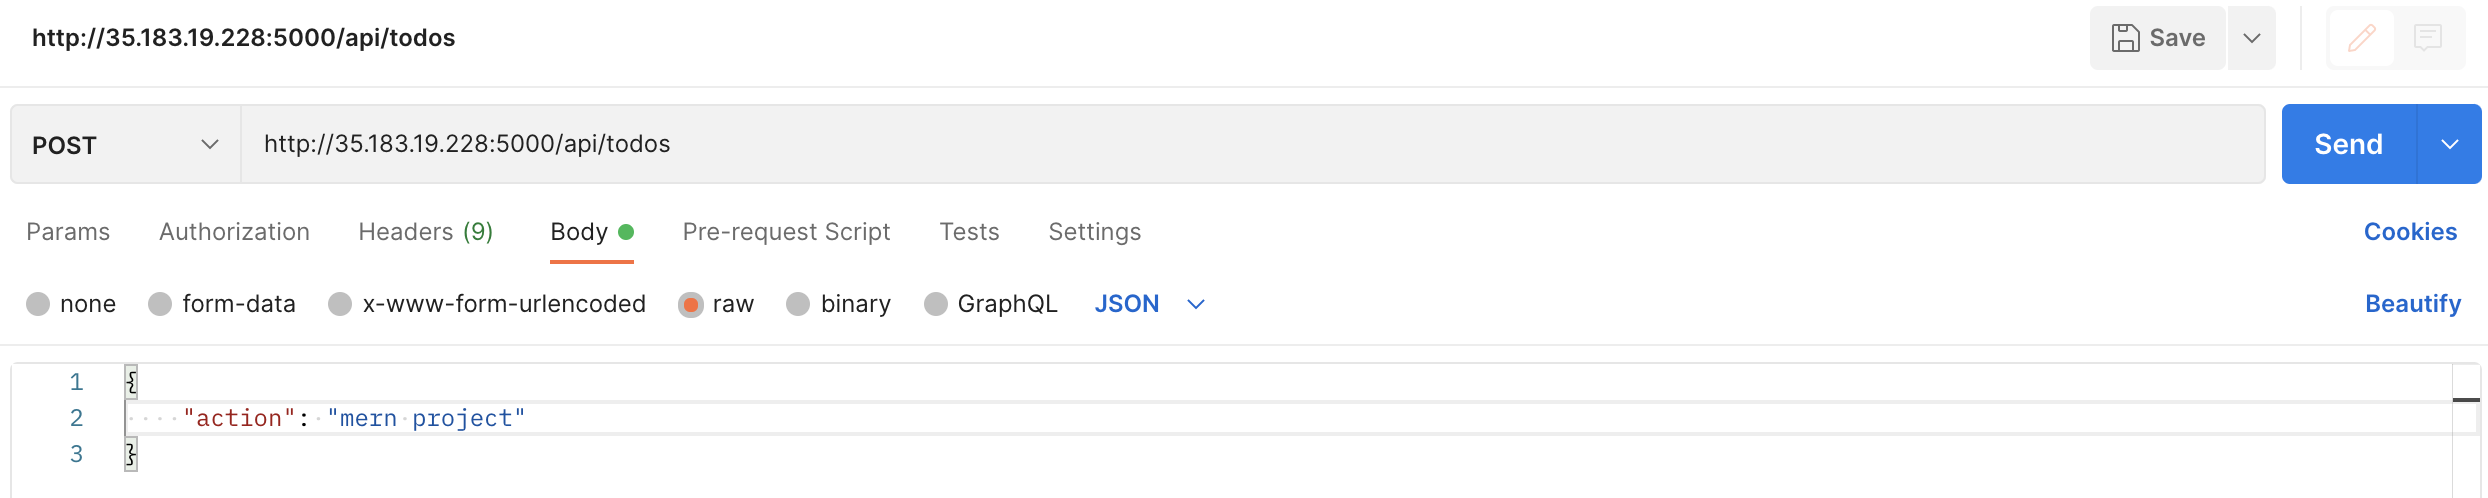 http://35.183.19.228:5000/api/todos Save
POST http://35.183.19.228:5000/api/todos Send
Params Authorization Headers (9) Body Pre-request Script Tests Settings Cookies
none form-data x-www-form-urlencoded raw binary GraphQL JSON Beautify
1 {
2 "action": "mern project"
3 }